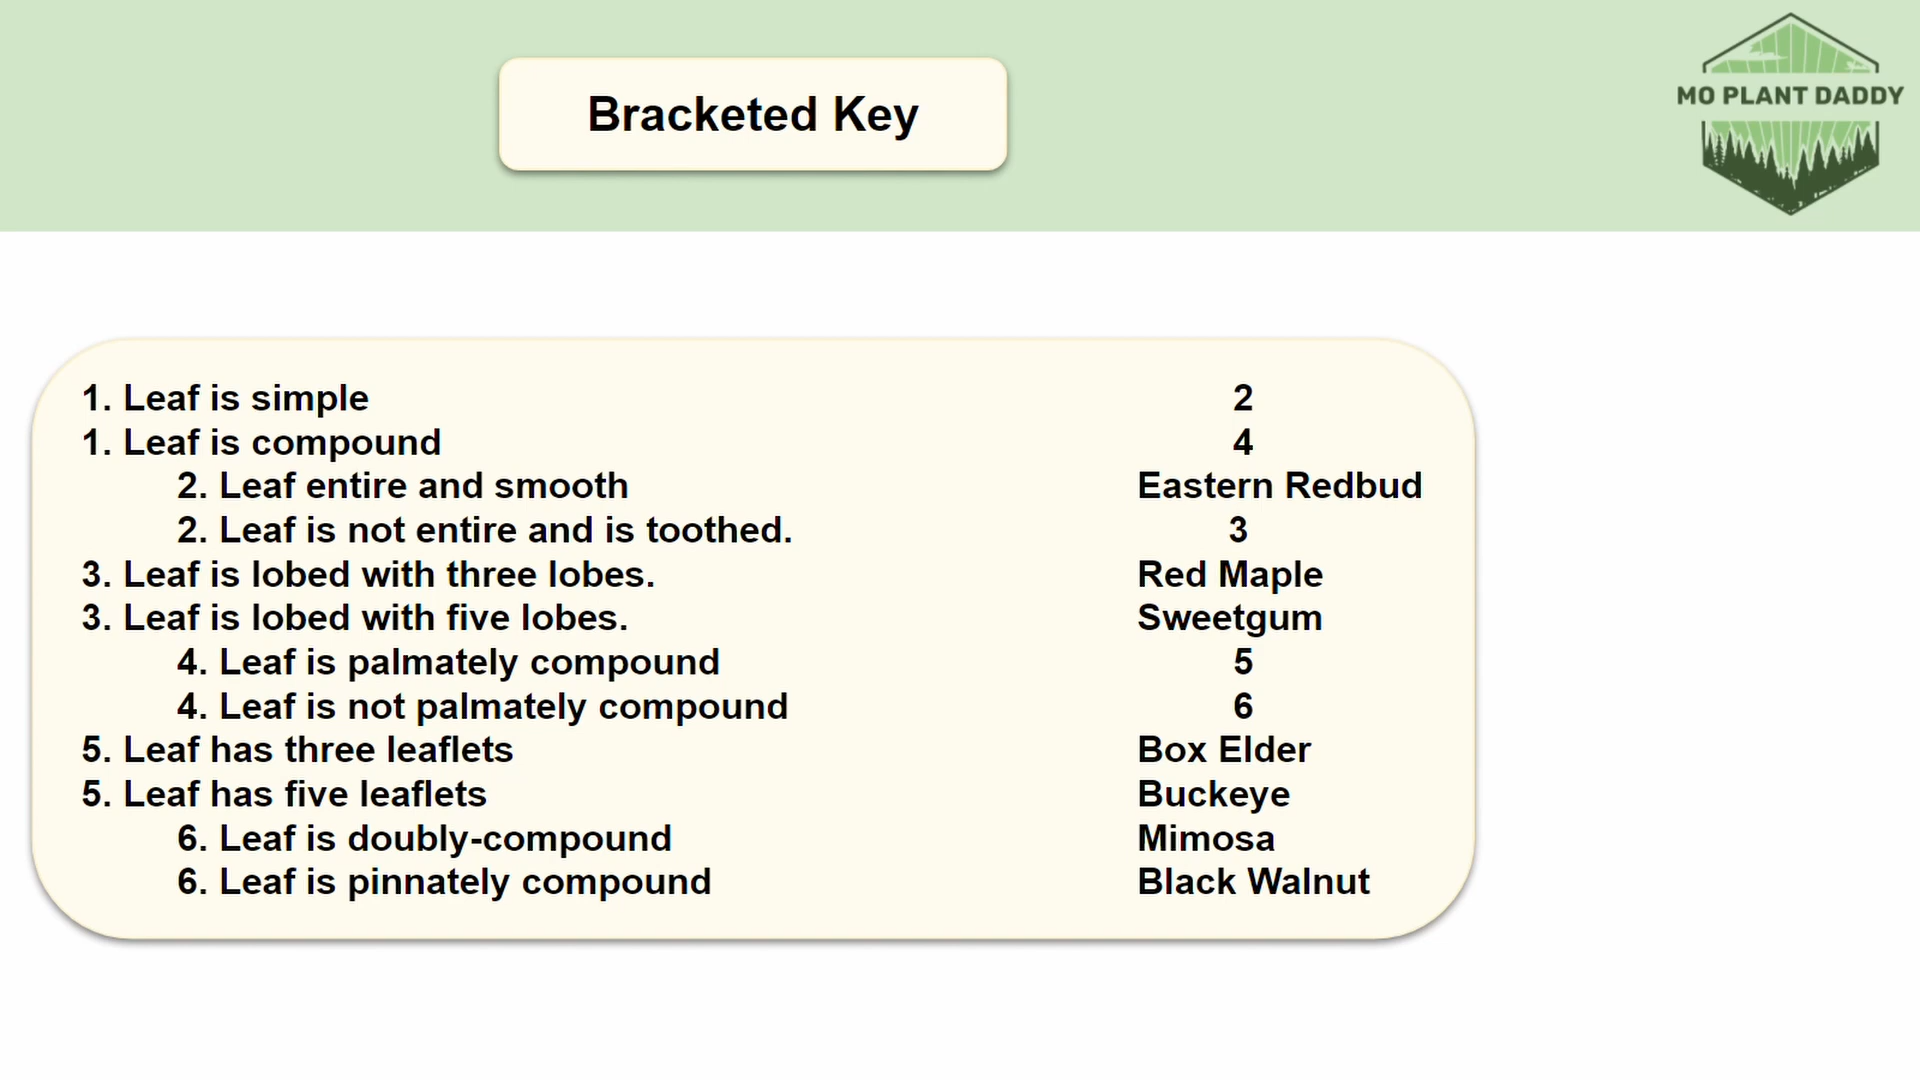 Bracketed Key
MO PLANT DADDY
1. Leaf is simple 2
1. Leaf is compound 4
2. Leaf entire and smooth Eastern Redbud
2. Leaf is not entire and is toothed. 3
3. Leaf is lobed with three lobes. Red Maple
3. Leaf is lobed with five lobes. Sweetgum
4. Leaf is palmately compound 5
4. Leaf is not palmately compound 6
5. Leaf has three leaflets Box Elder
5. Leaf has five leaflets Buckeye
6. Leaf is doubly-compound Mimosa
6. Leaf is pinnately compound Black Walnut